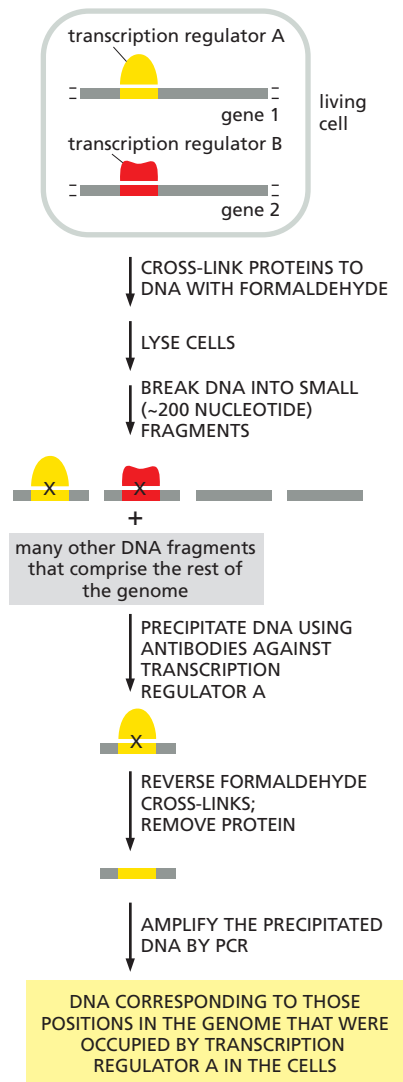 transcription regulator A
gene 1
living
cell
transcription regulator B
gene 2
CROSS-LINK PROTEINS TO
DNA WITH FORMALDEHYDE
LYSE CELLS
BREAK DNA INTO SMALL
(~200 NUCLEOTIDE)
FRAGMENTS
X X
+
many other DNA fragments
that comprise the rest of
the genome
PRECIPITATE DNA USING
ANTIBODIES AGAINST
TRANSCRIPTION
REGULATOR A
X
REVERSE FORMALDEHYDE
CROSS-LINKS;
REMOVE PROTEIN
AMPLIFY THE PRECIPITATED
DNA BY PCR
DNA CORRESPONDING TO THOSE
POSITIONS IN THE GENOME THAT WERE
OCCUPIED BY TRANSCRIPTION
REGULATOR A IN THE CELLS